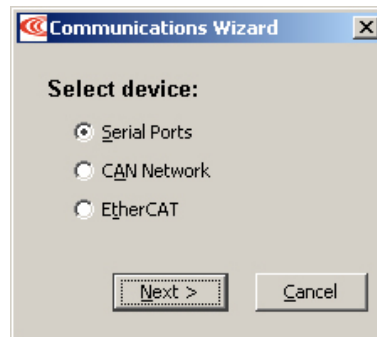 Communications Wizard
Select device:
Serial Ports
CAN Network
EtherCAT
Next >
Cancel